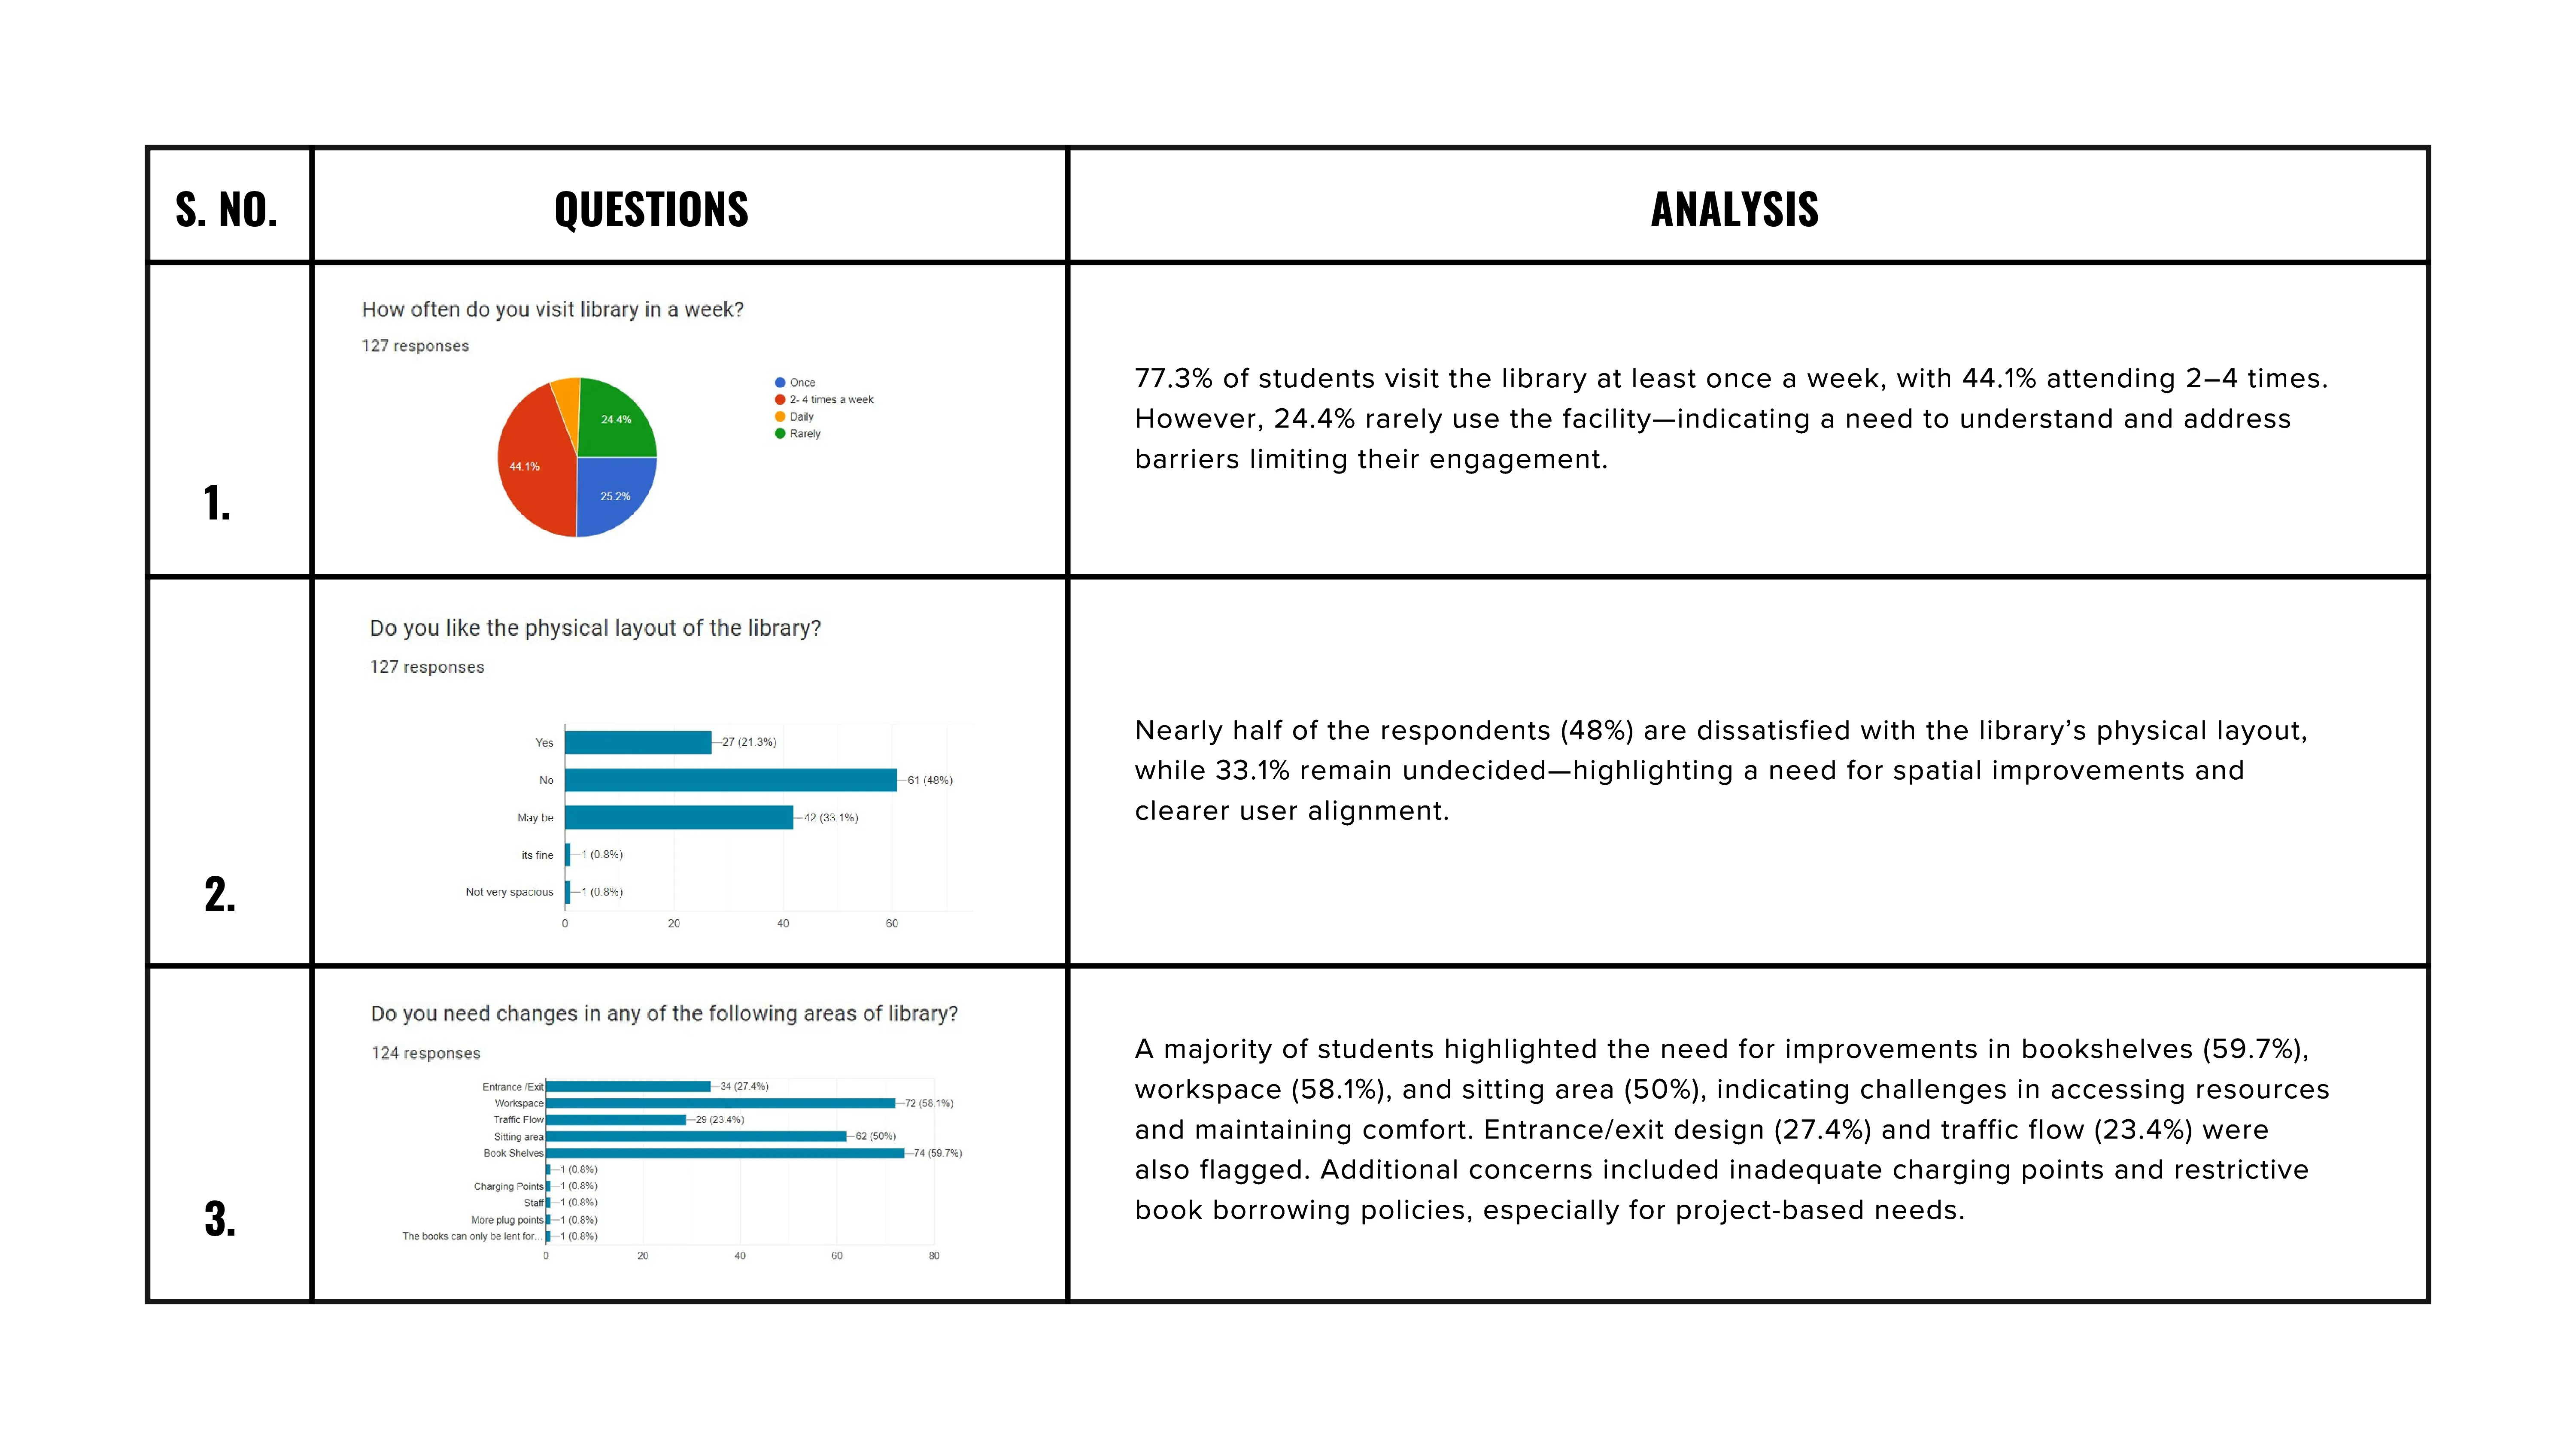 S. NO.
QUESTIONS
ANALYSIS
1.
How often do you visit library in a week?
127 responses
24.4%
44.1%
25.2%
Once
2- 4 times a week
Daily
Rarely
77.3% of students visit the library at least once a week, with 44.1% attending 2–4 times.
However, 24.4% rarely use the facility—indicating a need to understand and address
barriers limiting their engagement.
2.
Do you like the physical layout of the library?
127 responses
Yes 27 (21.3%)
No 61 (48%)
May be 42 (33.1%)
its fine 1 (0.8%)
Not very spacious 1 (0.8%)
0 20 40 60
Nearly half of the respondents (48%) are dissatisfied with the library’s physical layout,
while 33.1% remain undecided—highlighting a need for spatial improvements and
clearer user alignment.
3.
Do you need changes in any of the following areas of library?
124 responses
Entrance /Exit 34 (27.4%)
Workspace 72 (58.1%)
Traffic Flow 29 (23.4%)
Sitting area 62 (50%)
Book Shelves 74 (59.7%)
1 (0.8%)
Charging Points 1 (0.8%)
Staff 1 (0.8%)
More plug points 1 (0.8%)
The books can only be lent for... 1 (0.8%)
0 20 40 60 80
A majority of students highlighted the need for improvements in bookshelves (59.7%),
workspace (58.1%), and sitting area (50%), indicating challenges in accessing resources
and maintaining comfort. Entrance/exit design (27.4%) and traffic flow (23.4%) were
also flagged. Additional concerns included inadequate charging points and restrictive
book borrowing policies, especially for project-based needs.